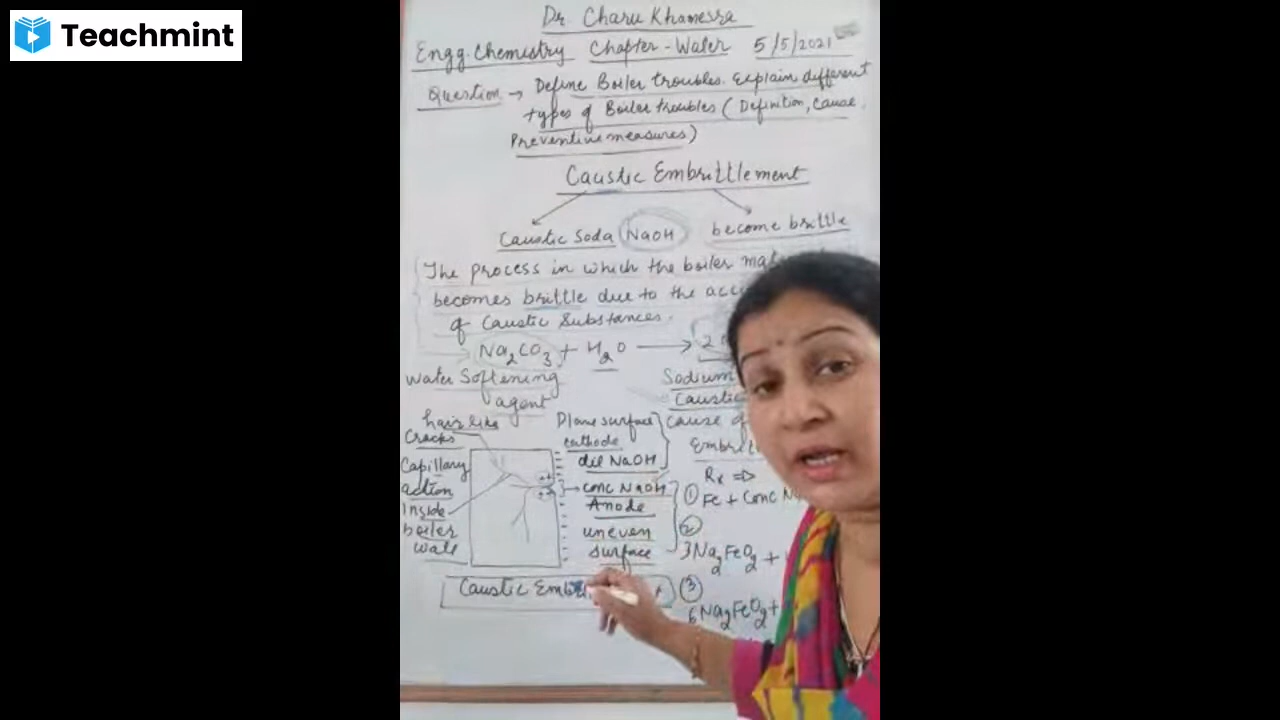 Teachmint
Dr. Charu Khamesra
Engg. Chemistry Chapter - Water 5/5/2021
Question → Define Boiler troubles. Explain different
types of Boiler troubles (Definition, Cause,
Preventive measures)
Caustic Embrittlement
Caustic Soda NaOH become brittle
The process in which the boiler
becomes brittle due to the
of Caustic Substances.
Na2CO3 + H2O → 2
Water Softening
agent
Sodium
Caustic
cause of
hair like
Cracks
Capillary
action
Inside
boiler
wall
Plane surface
cathode
dil NaOH
conc NaOH
Anode
uneven
surface
Rx ⇒
① Fe + Conc
②
3Na2FeO2 +
③
6Na2FeO2 +
Caustic